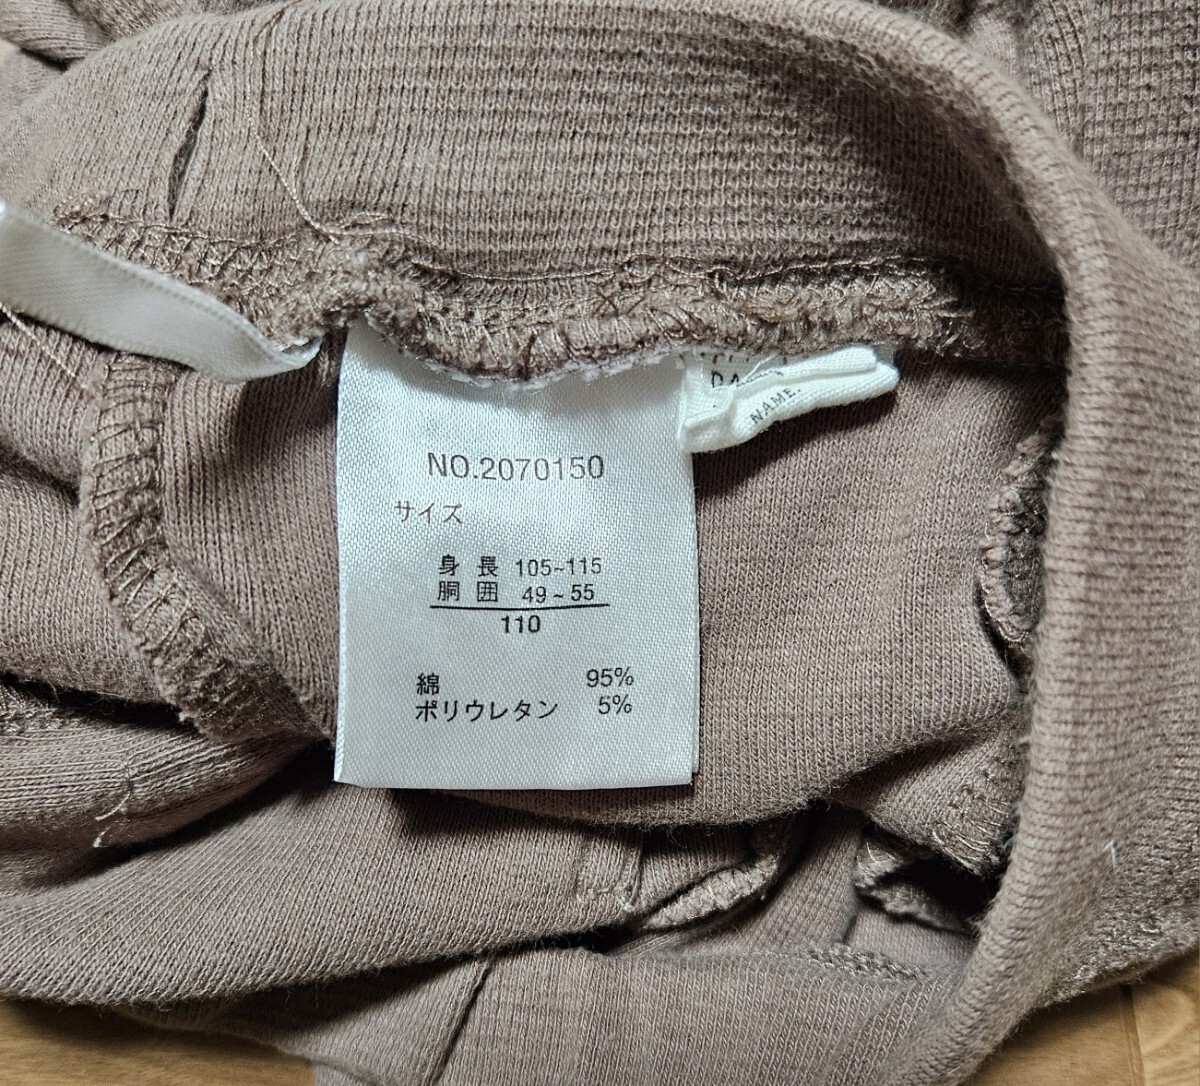 NO.2070150
サイズ
身長 105~115
胴囲 49~55
110
綿 95%
ポリウレタン 5%
NAME.